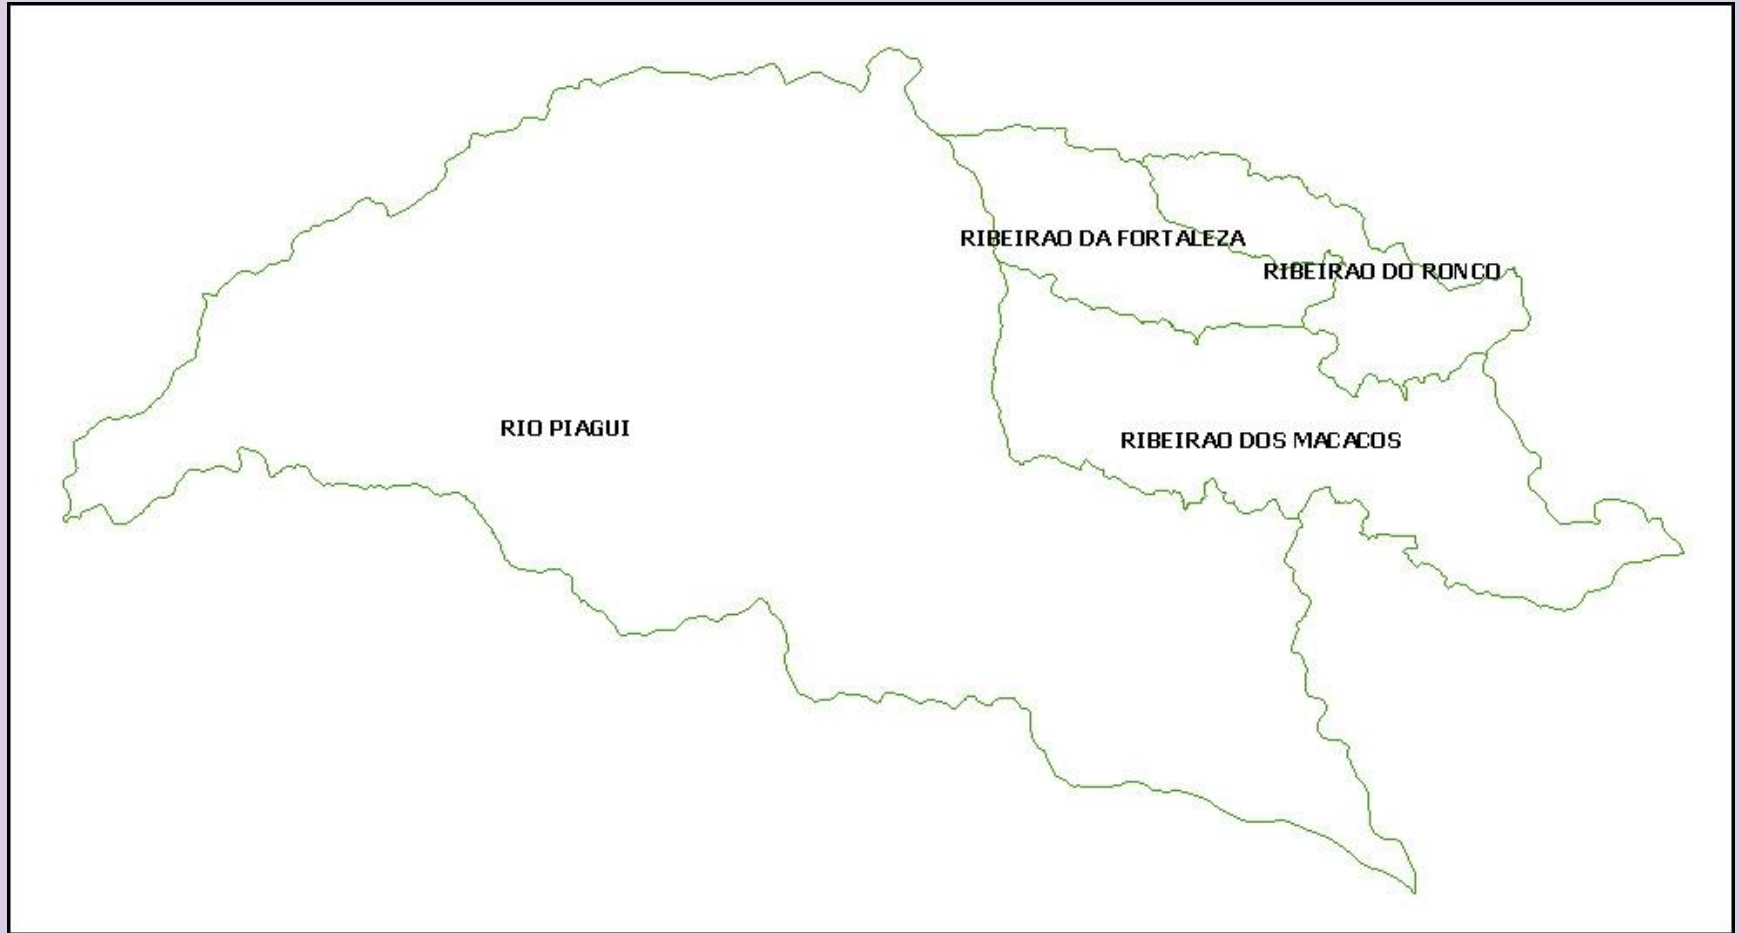 RIBEIRAO DA FORTALEZA
RIBEIRAO DO RONCO
RIO PIAGUI
RIBEIRAO DOS MACACOS